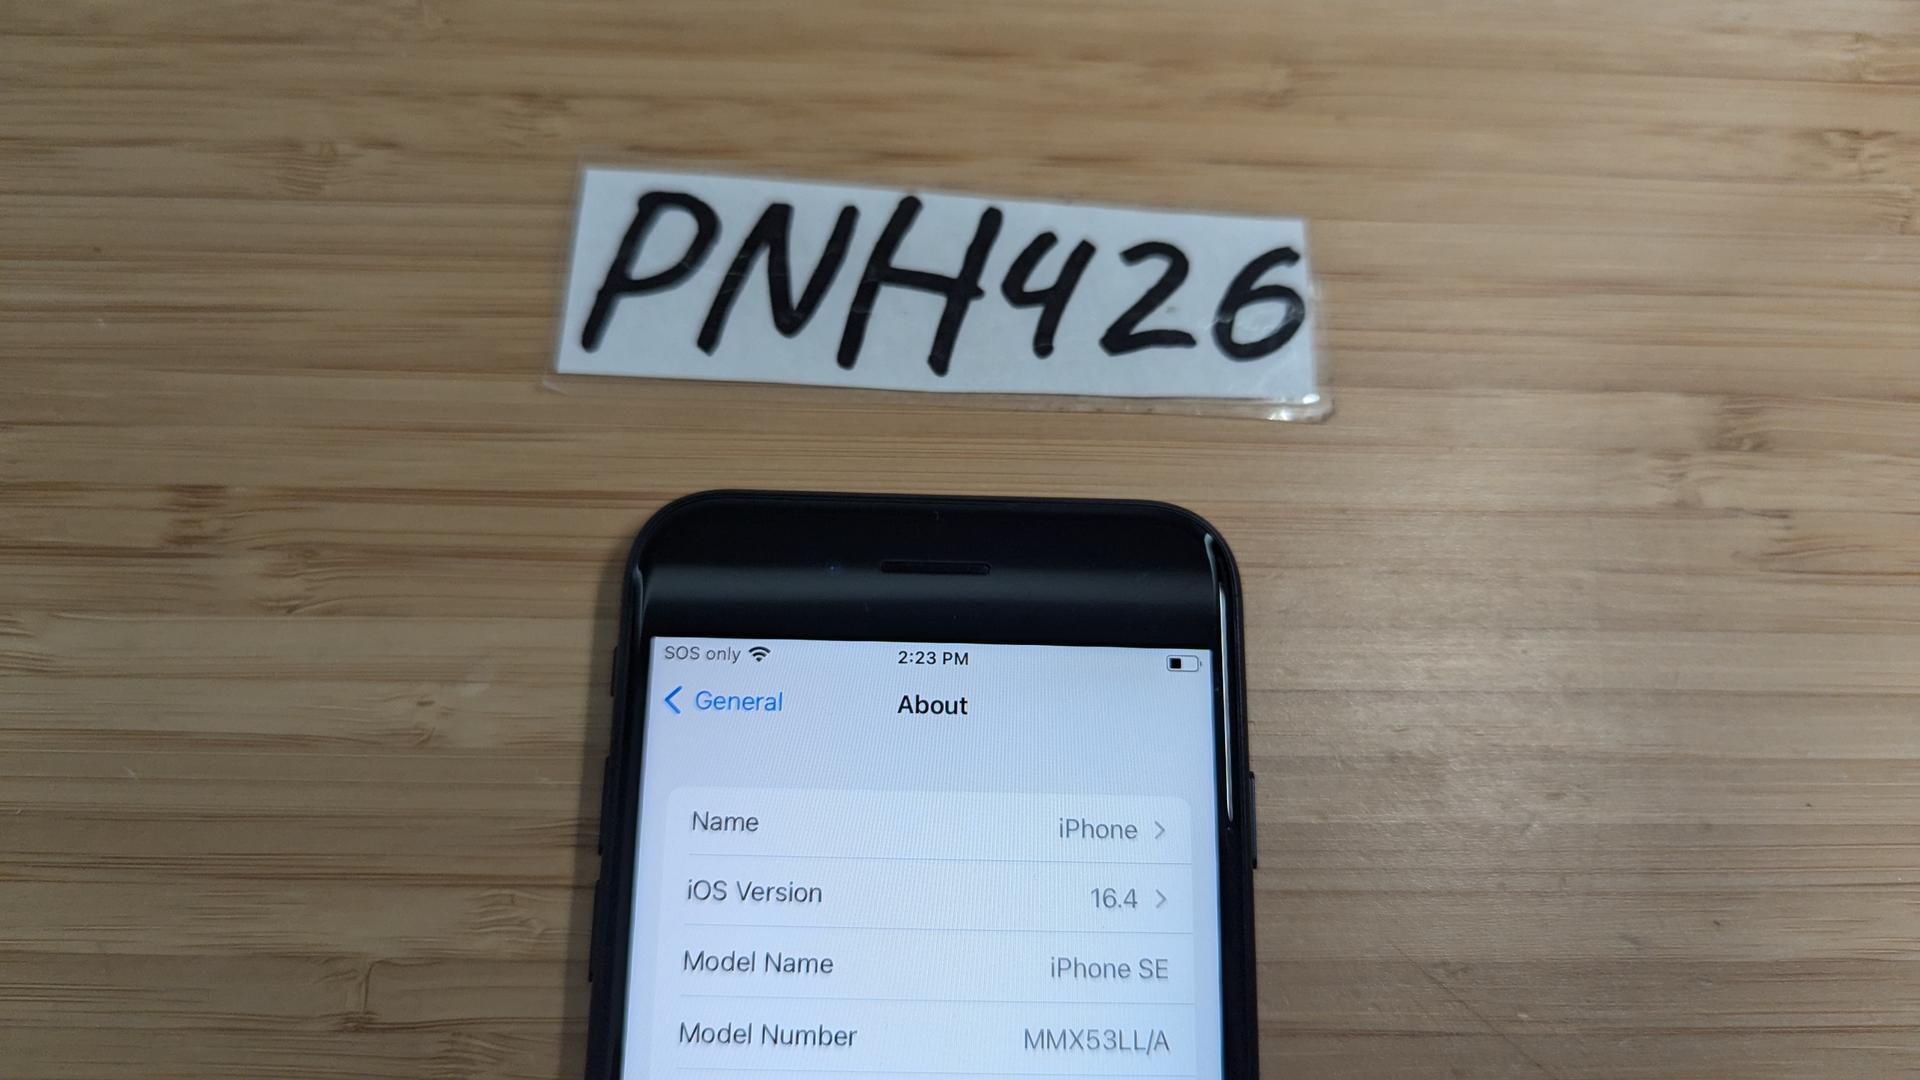 PNH426
SOS only 2:23 PM
General About
Name iPhone
iOS Version 16.4
Model Name iPhone SE
Model Number MMX53LL/A